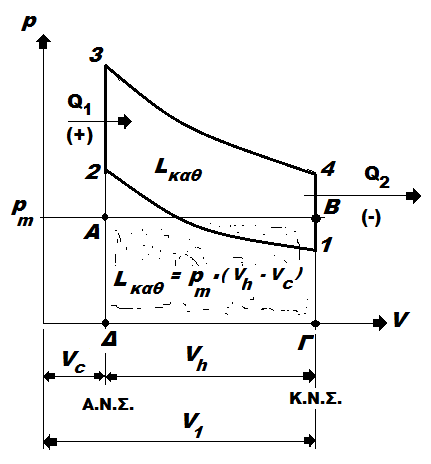 p
3
Q1
(+)
Lκαθ
2
4
Q2
pm
A
B
(-)
1
Lκαθ = pm · ( Vh - Vc )
Δ
Γ
V
Vc
Vh
Α.Ν.Σ.
Κ.Ν.Σ.
V1